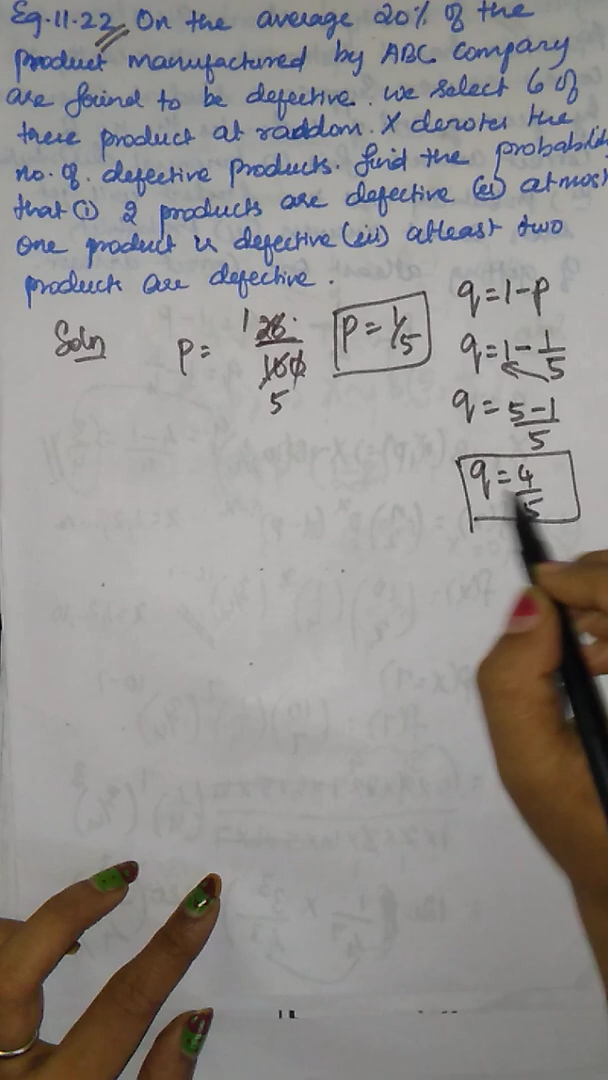 Eg.11.22 On the average 20% of the
product manufactured by ABC Company
are found to be defective. we select 6 of
these product at raddom. X denotes the
no. of. defective products. find the probability
that (i) 2 products are defective (ii) atmost
one product is defective (iii) atleast two
products are defective.
Soln
P = 1 20 / 100 5
P = 1/5
q = 1 - P
q = 1 - 1/5
q = 5-1/5
q = 4/5